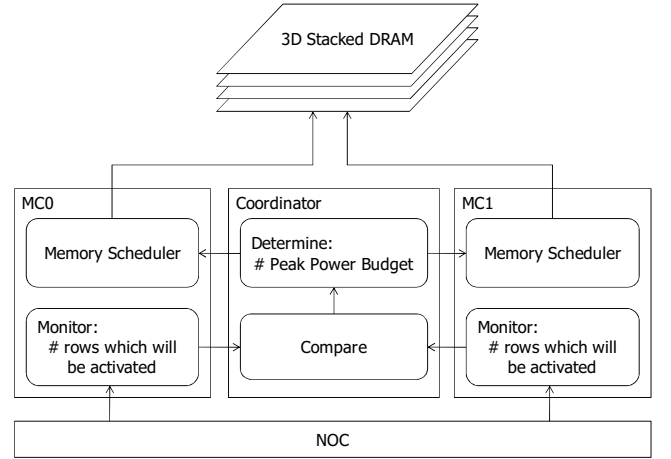 3D Stacked DRAM
MC0
Memory Scheduler
Monitor:
# rows which will
be activated
Coordinator
Determine:
# Peak Power Budget
Compare
MC1
Memory Scheduler
Monitor:
# rows which will
be activated
NOC